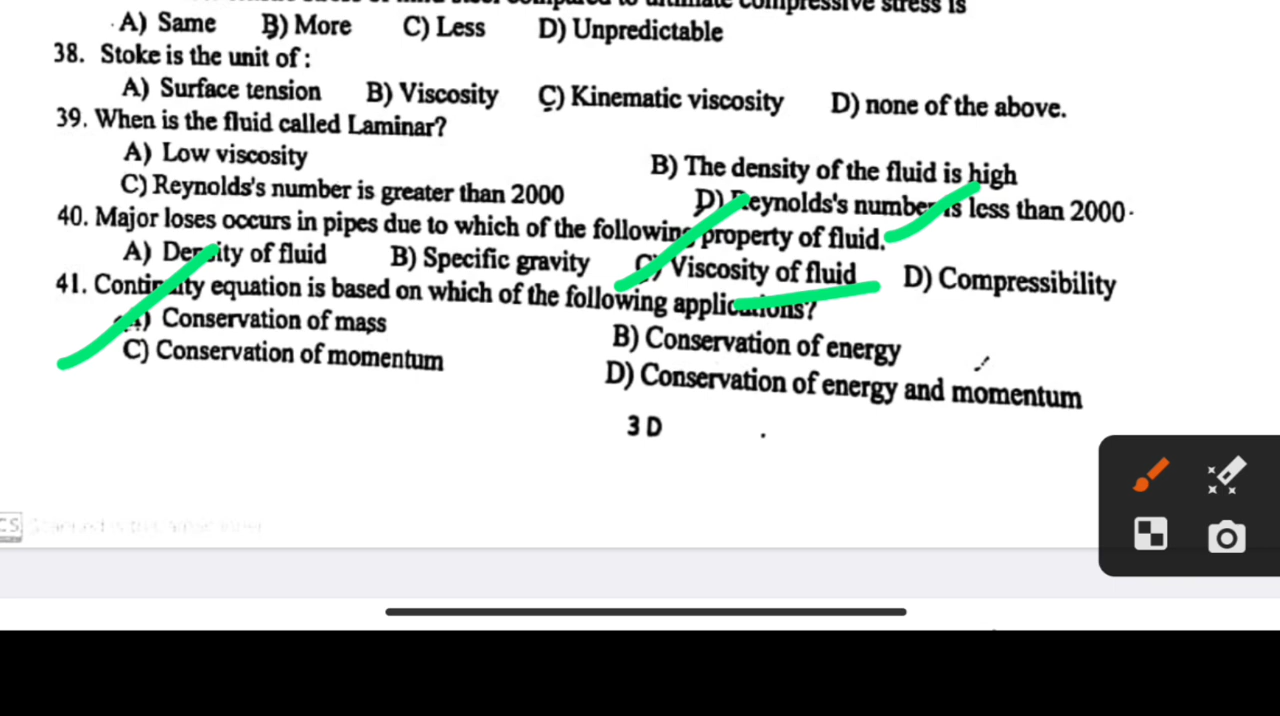 compressive stress is
A) Same B) More C) Less D) Unpredictable
38. Stoke is the unit of :
A) Surface tension B) Viscosity C) Kinematic viscosity D) none of the above.
39. When is the fluid called Laminar?
A) Low viscosity B) The density of the fluid is high
C) Reynolds's number is greater than 2000 D) Reynolds's number is less than 2000
40. Major loses occurs in pipes due to which of the following property of fluid.
A) Density of fluid B) Specific gravity C) Viscosity of fluid D) Compressibility
41. Continuity equation is based on which of the following applications?
A) Conservation of mass B) Conservation of energy
C) Conservation of momentum D) Conservation of energy and momentum
3 D
CS